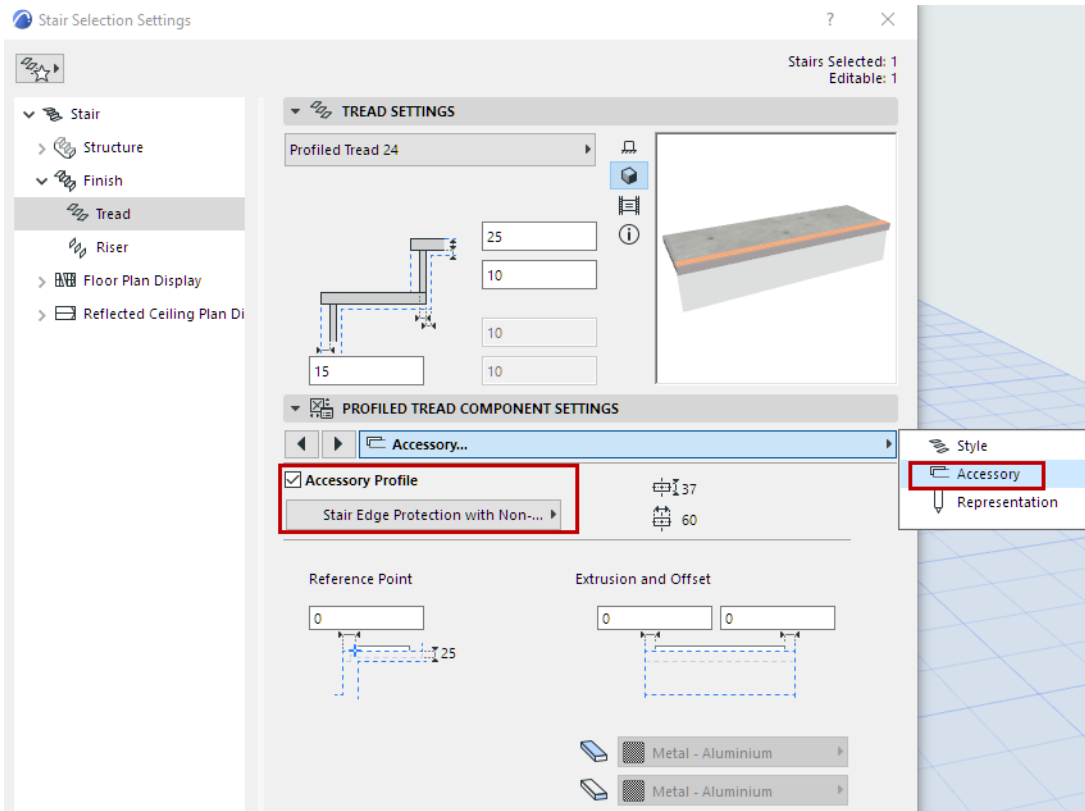 Stair Selection Settings
?
Stairs Selected: 1
Editable: 1
Stair
Structure
Finish
Tread
Riser
Floor Plan Display
Reflected Ceiling Plan Di
TREAD SETTINGS
Profiled Tread 24
25
10
10
15
10
PROFILED TREAD COMPONENT SETTINGS
Accessory...
Style
Accessory
Representation
Accessory Profile
37
Stair Edge Protection with Non-...
60
Reference Point
Extrusion and Offset
0
0
0
25
Metal - Aluminium
Metal - Aluminium